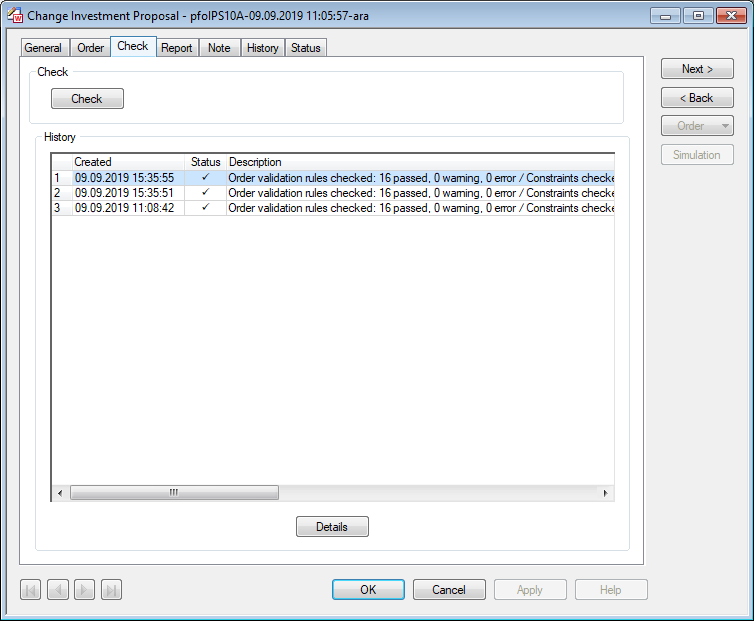 Change Investment Proposal - pfoIPS10A-09.09.2019 11:05:57-ara
General Order Check Report Note History Status
Check
Check
Next >
< Back
Order
Simulation
History
Created Status Description
1 09.09.2019 15:35:55 ✓ Order validation rules checked: 16 passed, 0 warning, 0 error / Constraints checke
2 09.09.2019 15:35:51 ✓ Order validation rules checked: 16 passed, 0 warning, 0 error / Constraints checke
3 09.09.2019 11:08:42 ✓ Order validation rules checked: 16 passed, 0 warning, 0 error / Constraints checke
Details
OK Cancel Apply Help